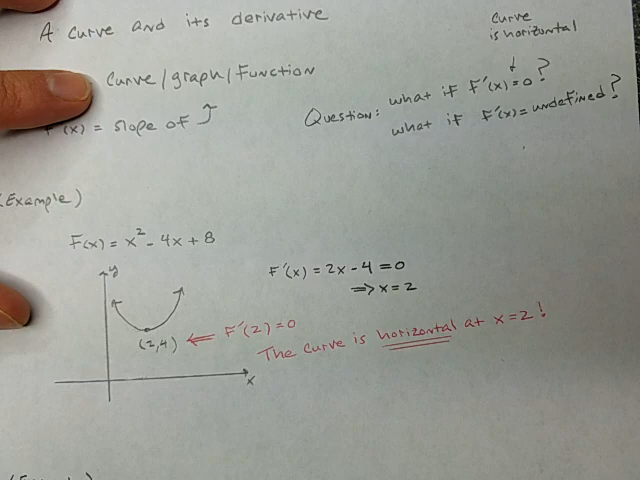 A curve and its derivative
curve
is horizontal
curve/graph/Function
(x) = slope of
Question: what if F'(x)=0?
what if F'(x)=undefined?
(Example)
F(x) = x² - 4x + 8
y
F'(x) = 2x - 4 = 0
⇒ x = 2
(2,4) ⇐ F'(2) = 0
The curve is horizontal at x = 2!
x